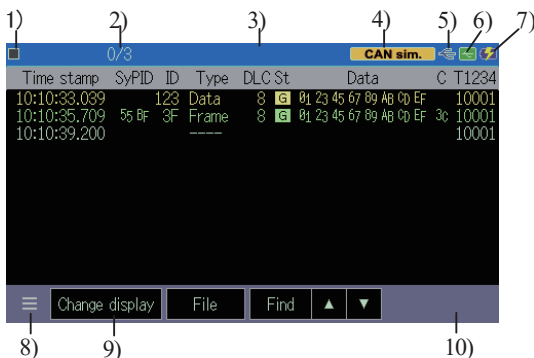 1) 2) 3) 4) 5) 6) 7)
0/3 CAN sim.
Time stamp SyPID ID Type DLC St Data C T1234
10:10:33.039 123 Data 8 G 01 23 45 67 89 AB CD EF 10001
10:10:35.709 55 BF 3F Frame 8 G 01 23 45 67 89 AB CD EF 3C 10001
10:10:39.200 ---- 10001
Change display File Find ▲ ▼
8) 9) 10)